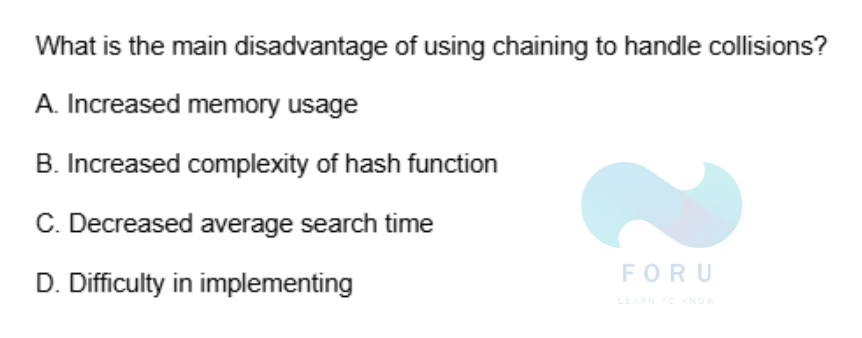 What is the main disadvantage of using chaining to handle collisions?
A. Increased memory usage
B. Increased complexity of hash function
C. Decreased average search time
D. Difficulty in implementing
FORU
LEARN TO KNOW